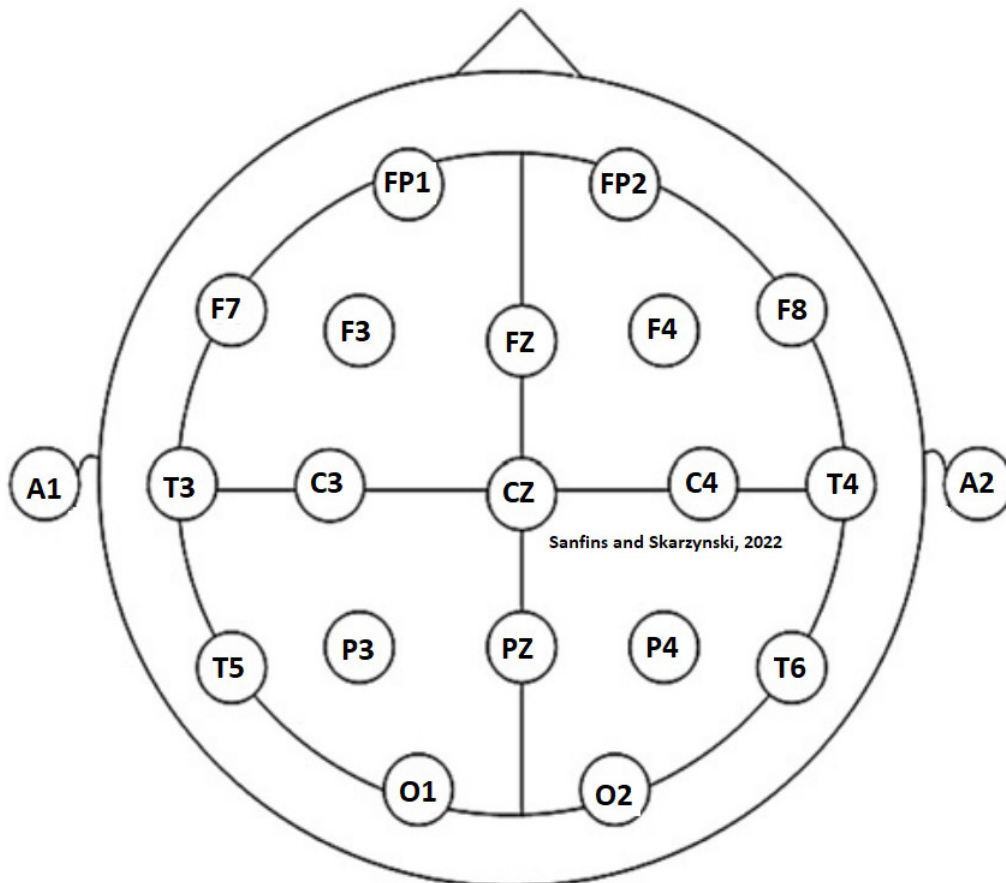 FP1 FP2
F7 F3 FZ F4 F8
A1 T3 C3 CZ C4 T4 A2
Sanfins and Skarzynski, 2022
T5 P3 PZ P4 T6
O1 O2